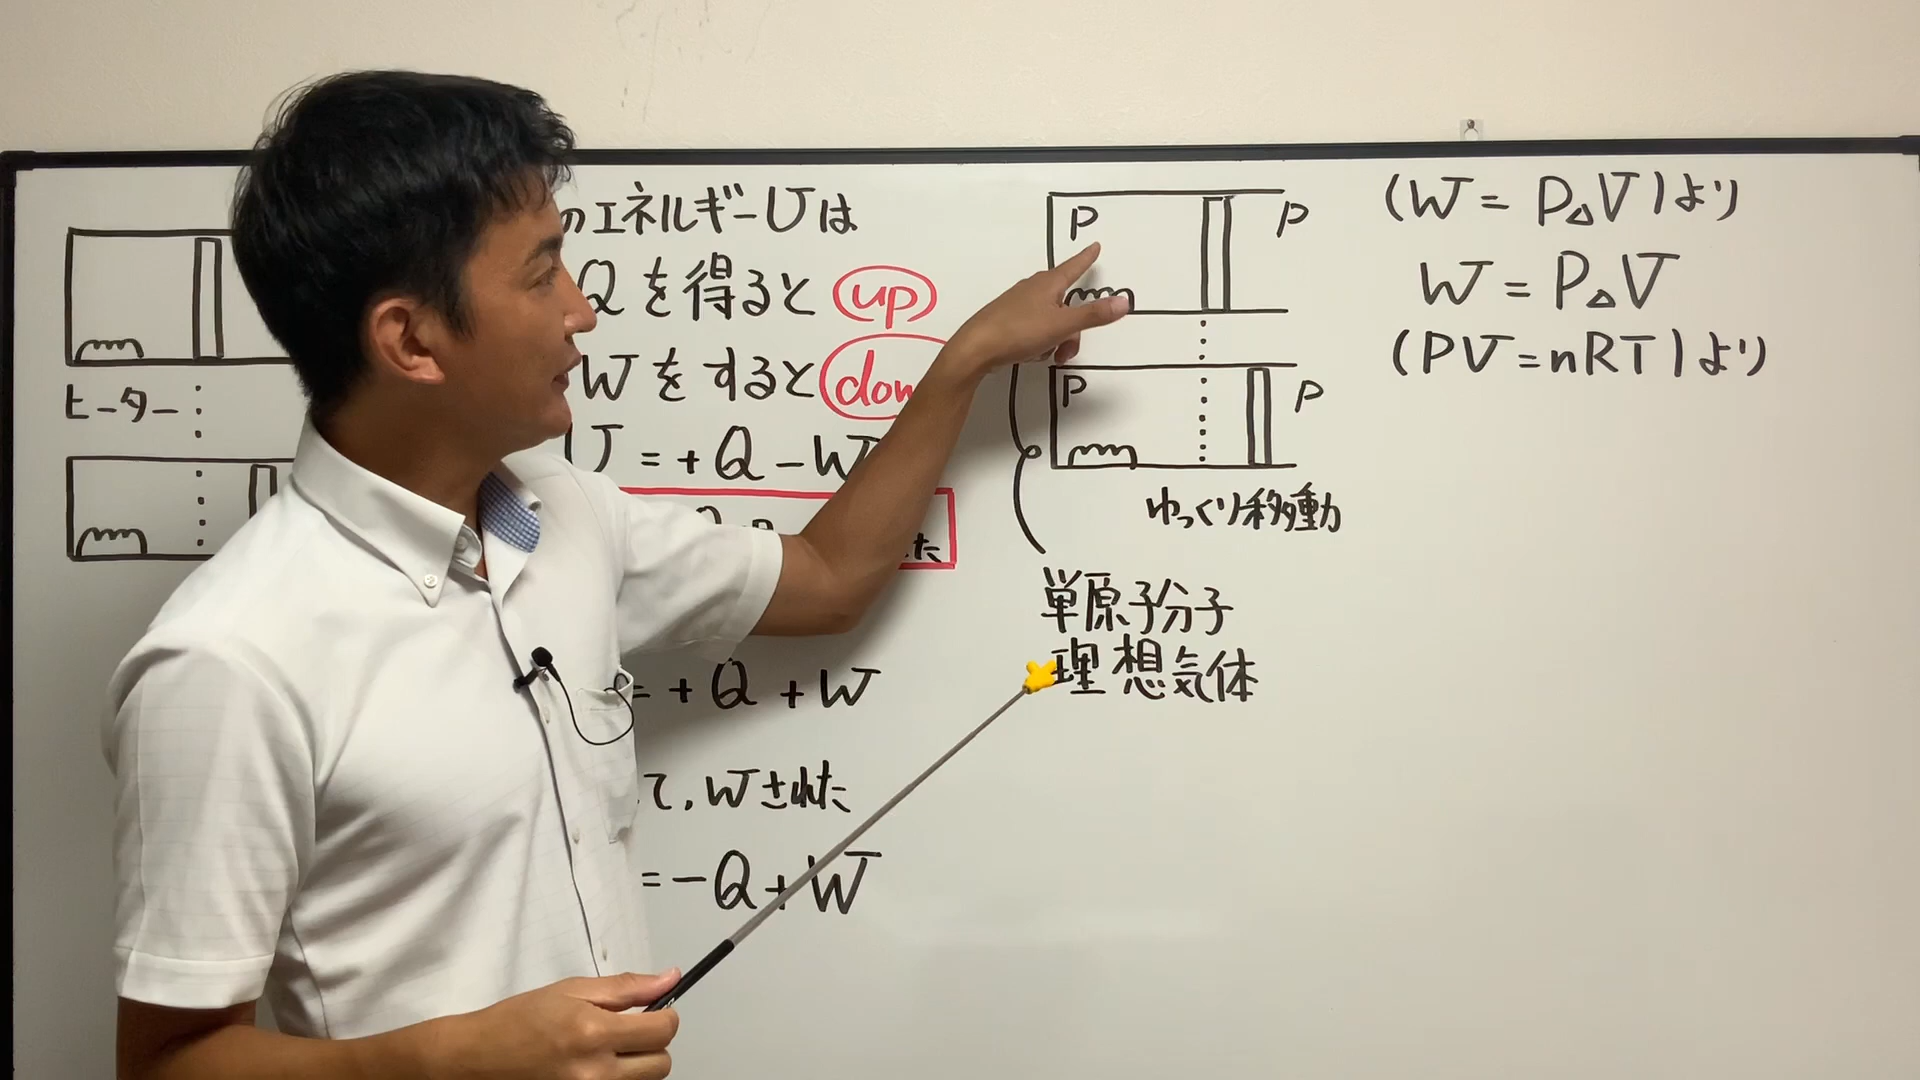 ヒーター
のエネルギーUは
Qを得ると up
Wをすると
U = +Q - W
た
= +Q +W
て, Wされた
= -Q + W
P P
P P
ゆっくり移動
単原子分子
理想気体
(W = PΔV)より
W = PΔV
(PV = nRT)より